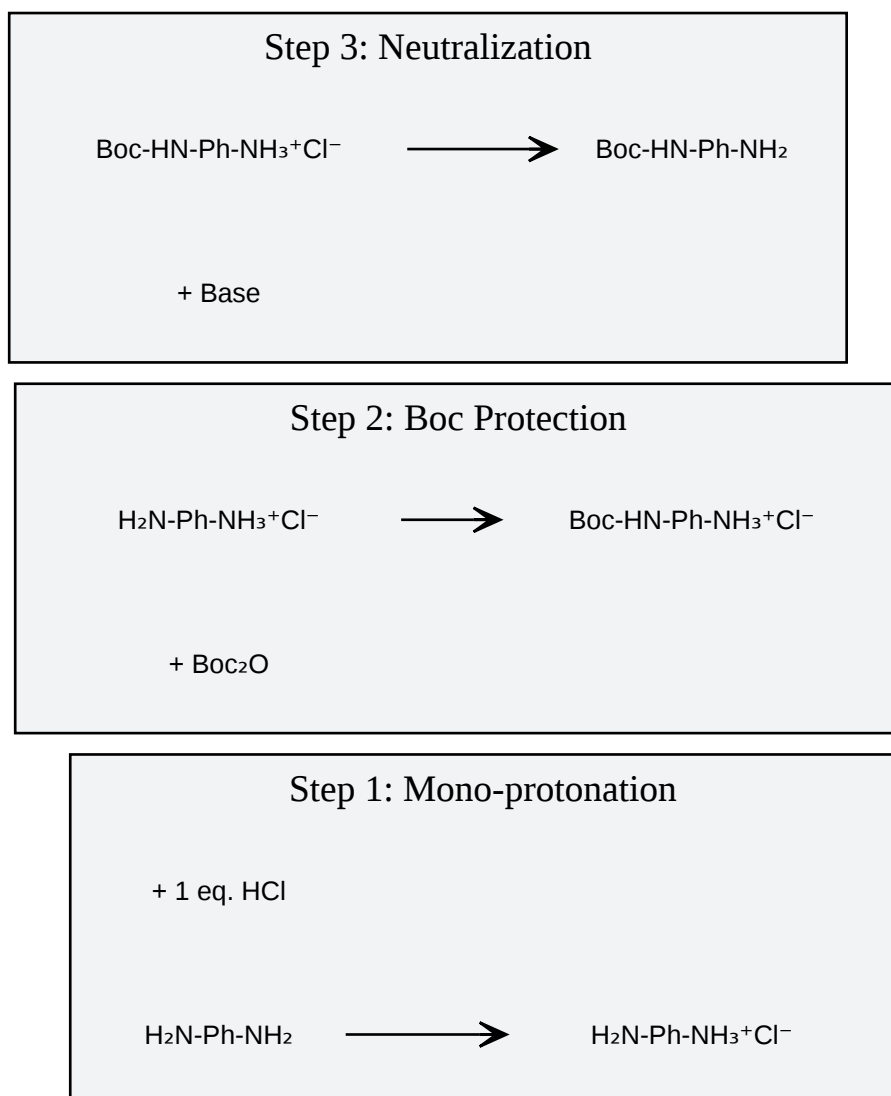 Step 3: Neutralization
Boc-HN-Ph-NH₃⁺Cl⁻
Boc-HN-Ph-NH₂
+ Base
Step 2: Boc Protection
H₂N-Ph-NH₃⁺Cl⁻
Boc-HN-Ph-NH₃⁺Cl⁻
+ Boc₂O
Step 1: Mono-protonation
+ 1 eq. HCl
H₂N-Ph-NH₂
H₂N-Ph-NH₃⁺Cl⁻